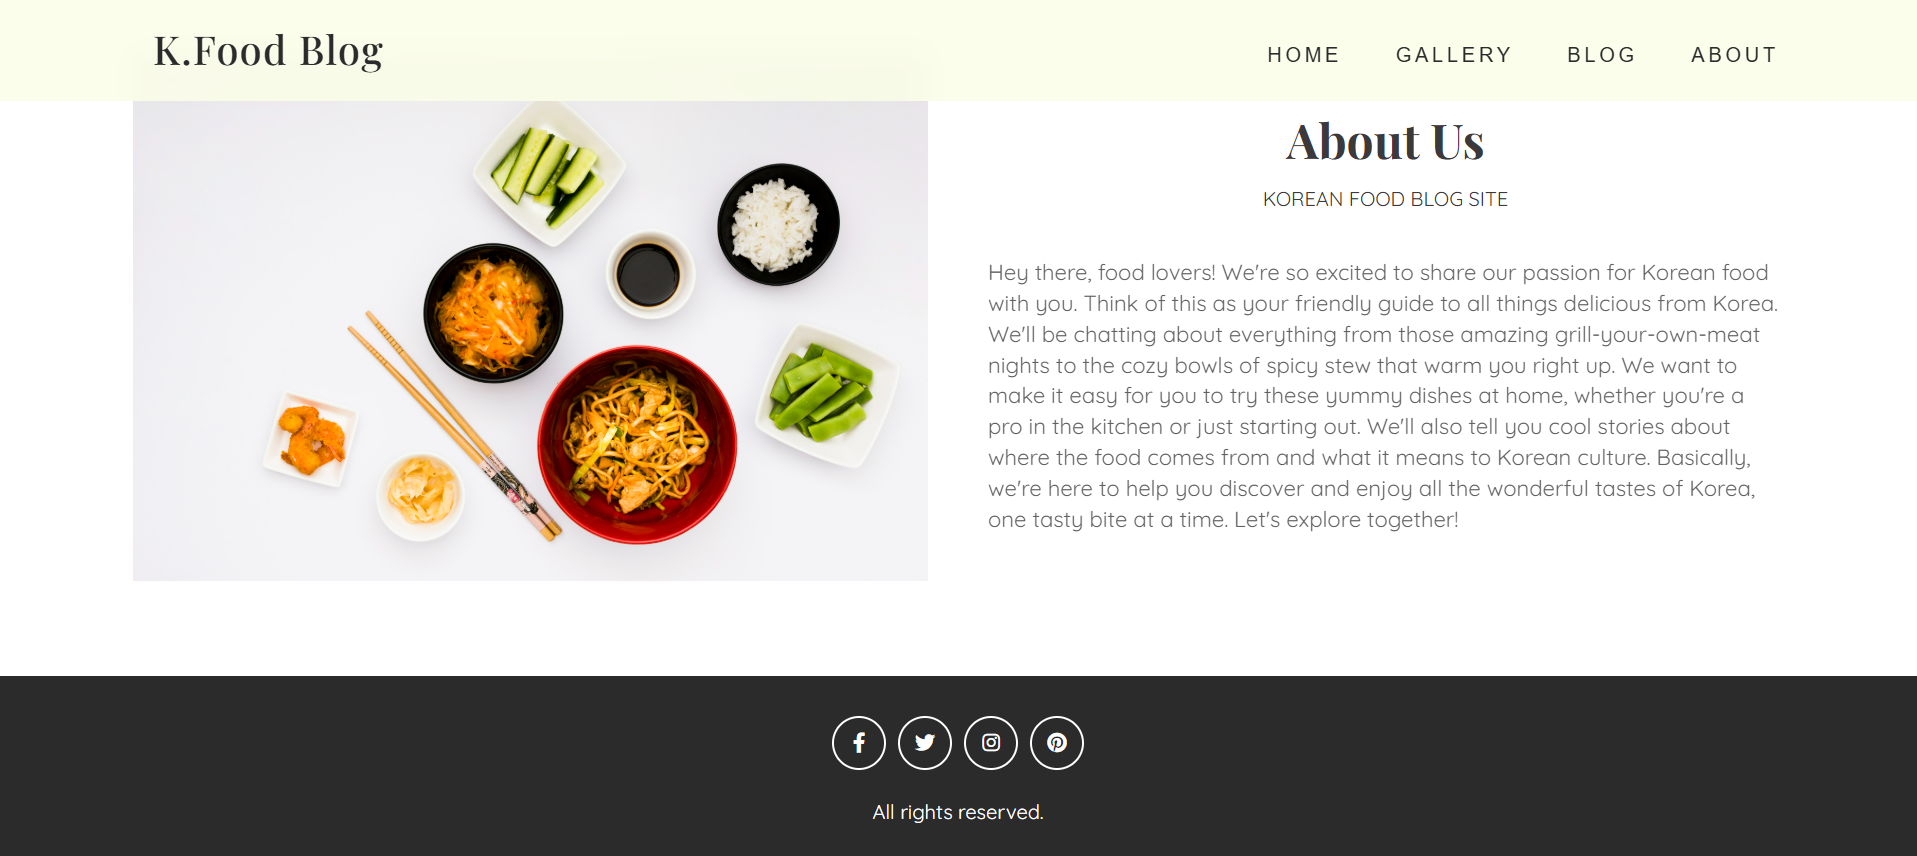 K.Food Blog
HOME GALLERY BLOG ABOUT
About Us
KOREAN FOOD BLOG SITE
Hey there, food lovers! We're so excited to share our passion for Korean food
with you. Think of this as your friendly guide to all things delicious from Korea.
We'll be chatting about everything from those amazing grill-your-own-meat
nights to the cozy bowls of spicy stew that warm you right up. We want to
make it easy for you to try these yummy dishes at home, whether you're a
pro in the kitchen or just starting out. We'll also tell you cool stories about
where the food comes from and what it means to Korean culture. Basically,
we're here to help you discover and enjoy all the wonderful tastes of Korea,
one tasty bite at a time. Let's explore together!
All rights reserved.